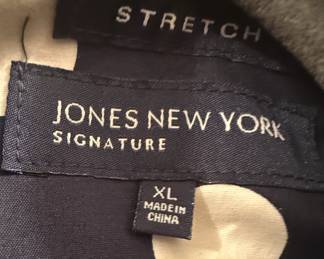 STRETCH
JONES NEW YORK
SIGNATURE
XL
MADE IN
CHINA